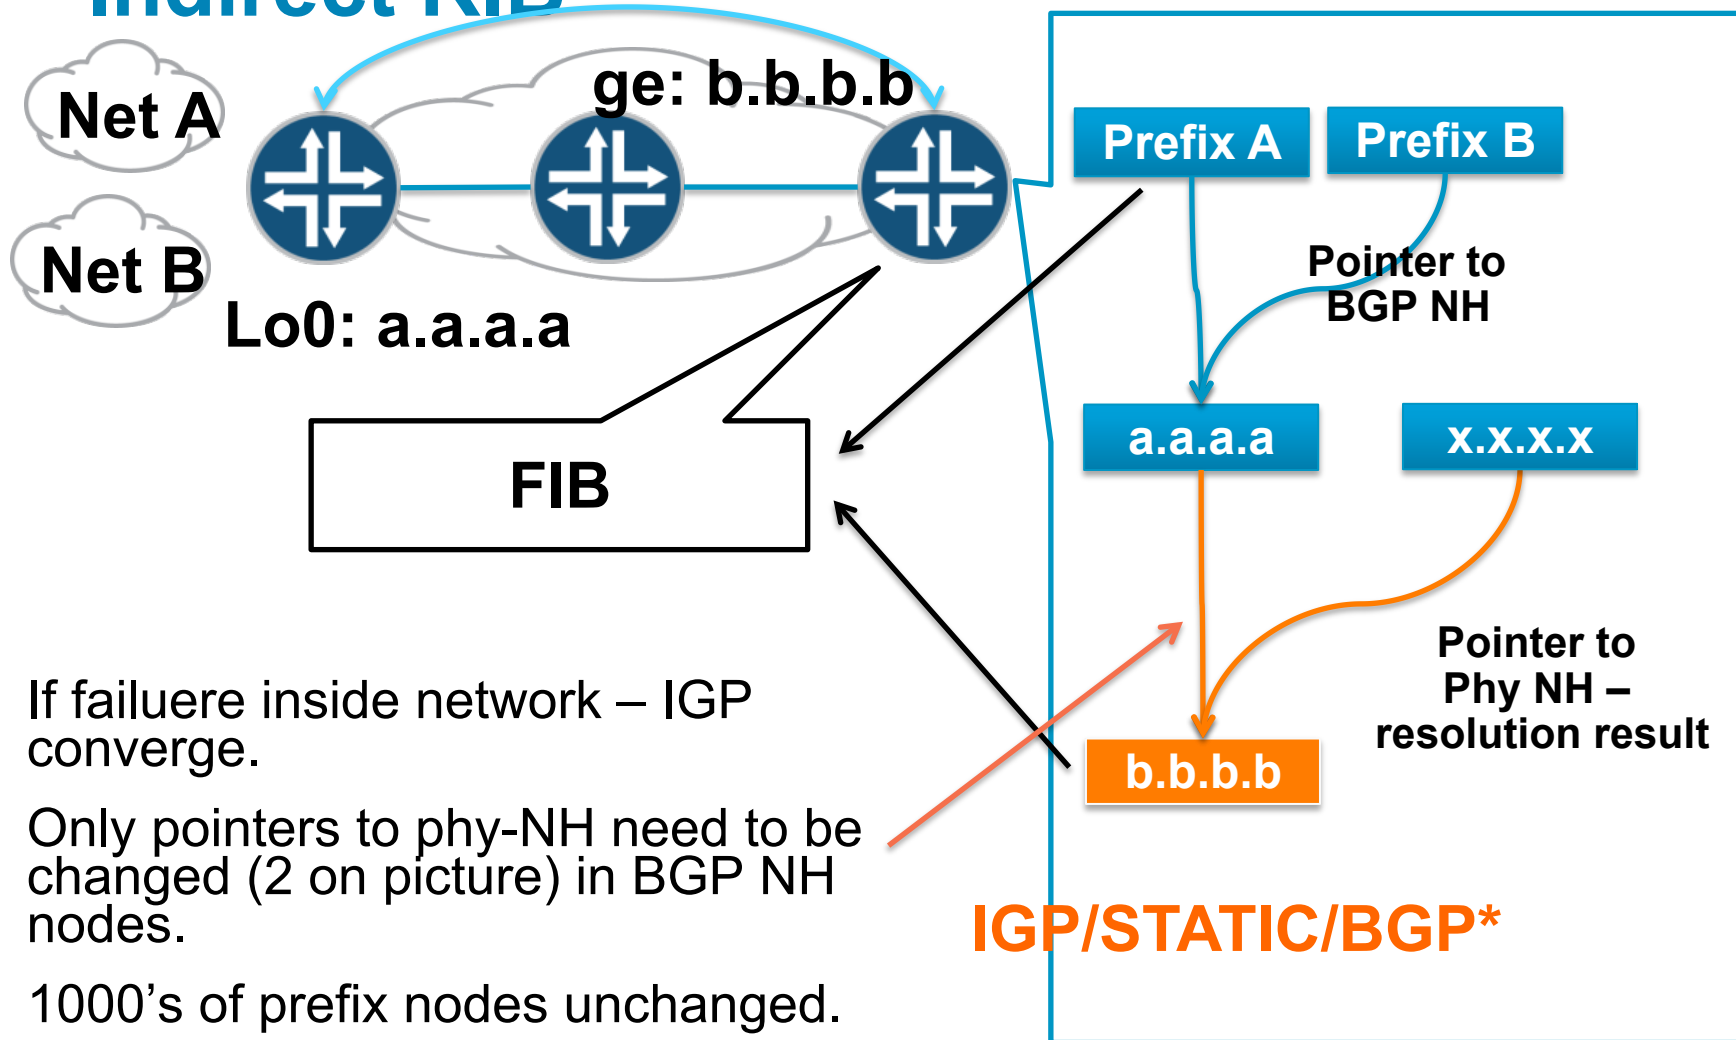 Indirect RIB
Net A
ge: b.b.b.b
Net B
Lo0: a.a.a.a
FIB
Prefix A
Prefix B
Pointer to
BGP NH
a.a.a.a
x.x.x.x
Pointer to
Phy NH –
resolution result
b.b.b.b
If failuere inside network – IGP
converge.
Only pointers to phy-NH need to be
changed (2 on picture) in BGP NH
nodes.
1000’s of prefix nodes unchanged.
IGP/STATIC/BGP*